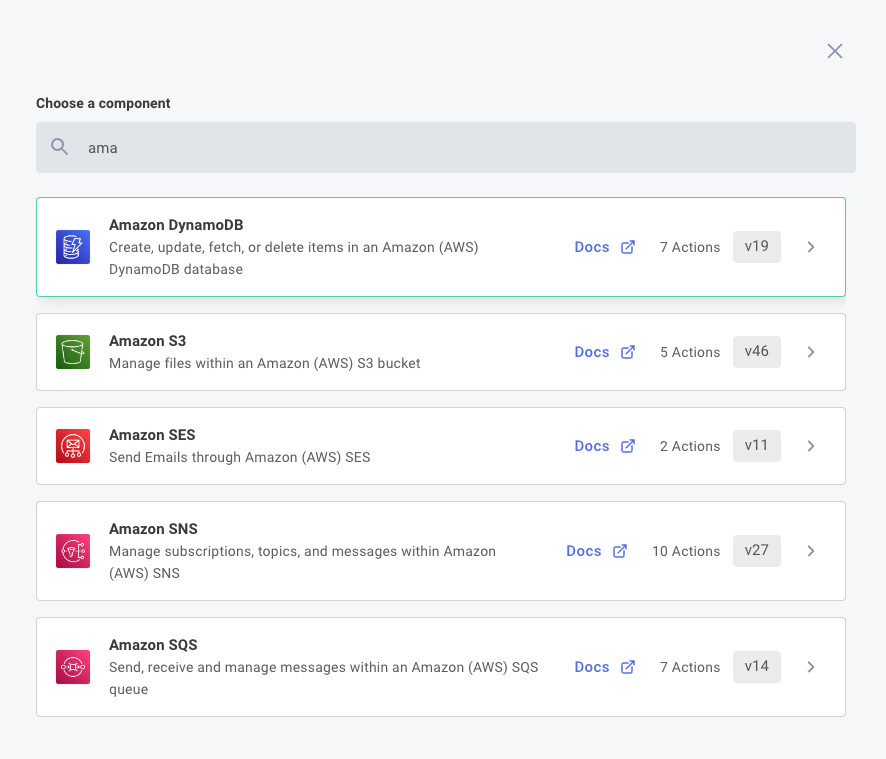 Choose a component
ama
Amazon DynamoDB
Create, update, fetch, or delete items in an Amazon (AWS)
DynamoDB database
Docs
7 Actions
v19
Amazon S3
Manage files within an Amazon (AWS) S3 bucket
Docs
5 Actions
v46
Amazon SES
Send Emails through Amazon (AWS) SES
Docs
2 Actions
v11
Amazon SNS
Manage subscriptions, topics, and messages within Amazon
(AWS) SNS
Docs
10 Actions
v27
Amazon SQS
Send, receive and manage messages within an Amazon (AWS) SQS
queue
Docs
7 Actions
v14